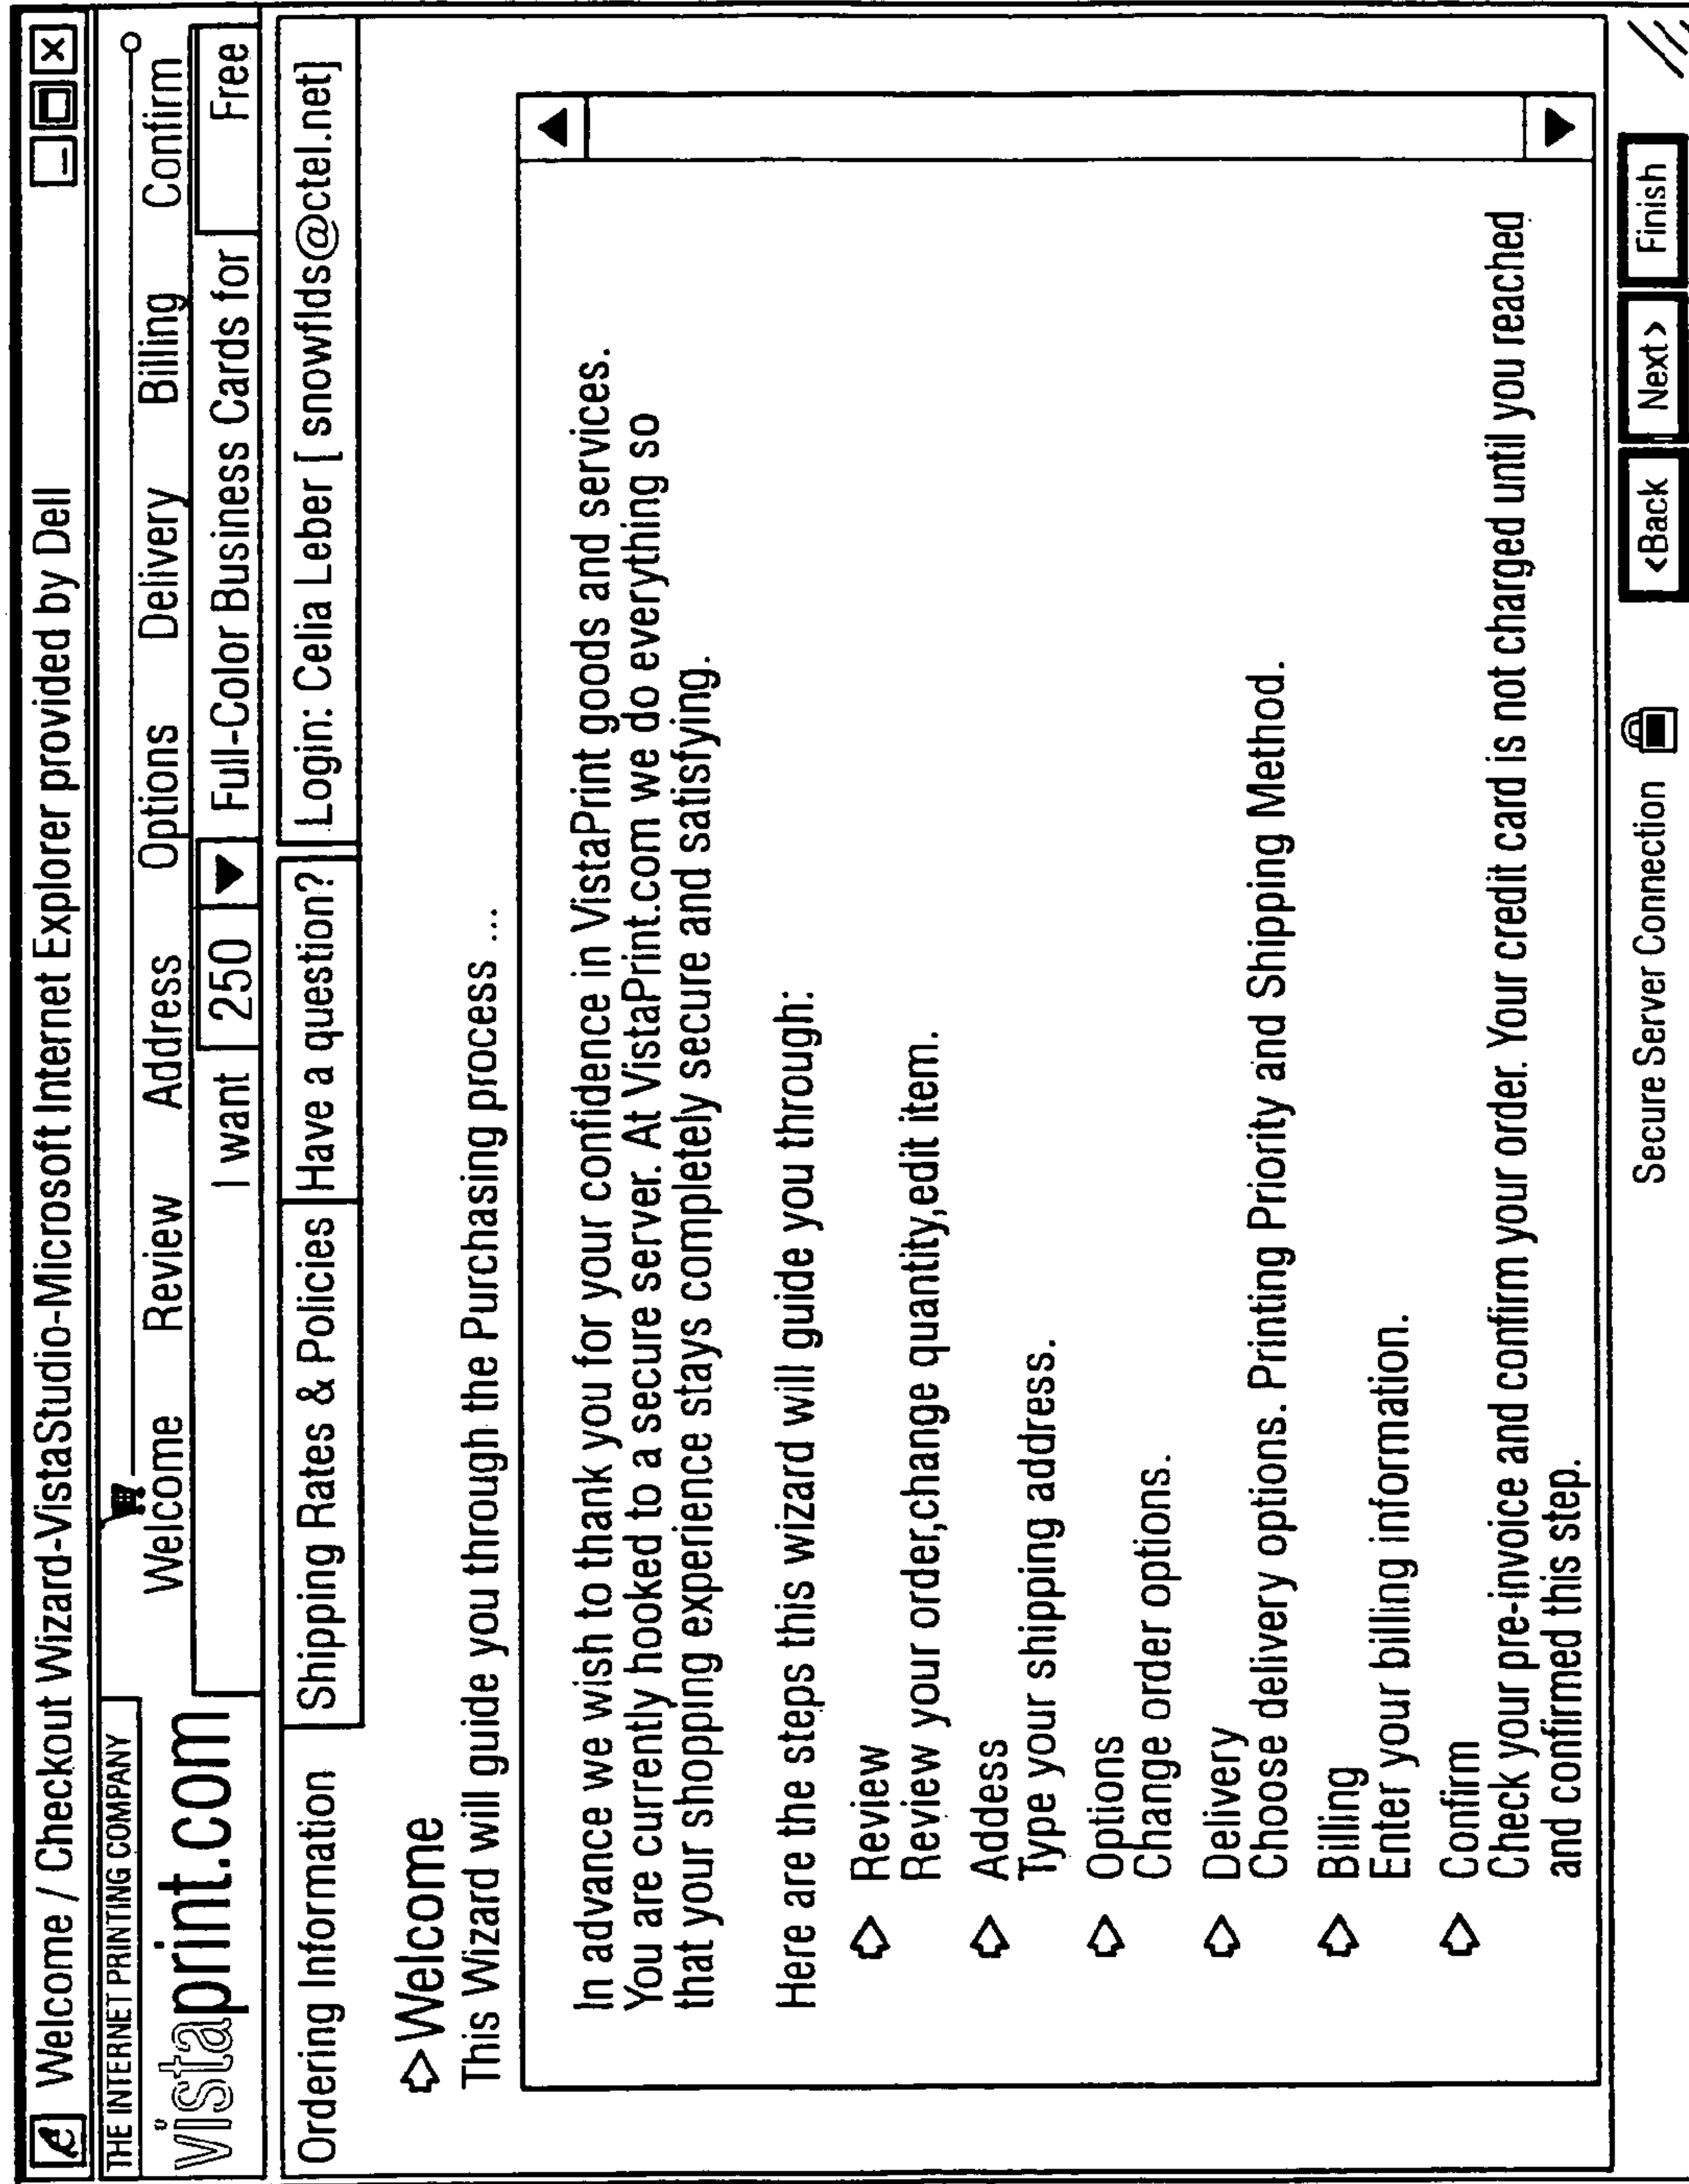 Welcome / Checkout Wizard-VistaStudio-Microsoft Internet Explorer provided by Dell
THE INTERNET PRINTING COMPANY
vistaprint.com
Welcome Review Address Options Delivery Billing Confirm
I want 250 Full-Color Business Cards for Free
Ordering Information Shipping Rates & Policies Have a question? Login: Celia Leber [ snowflds@ctel.net]
Welcome
This Wizard will guide you through the Purchasing process ...
In advance we wish to thank you for your confidence in VistaPrint goods and services.
You are currently hooked to a secure server. At VistaPrint.com we do everything so
that your shopping experience stays completely secure and satisfying.
Here are the steps this wizard will guide you through:
Review
Review your order,change quantity,edit item.
Addess
Type your shipping address.
Options
Change order options.
Delivery
Choose delivery options. Printing Priority and Shipping Method.
Billing
Enter your billing information.
Confirm
Check your pre-invoice and confirm your order. Your credit card is not charged until you reached
and confirmed this step.
Secure Server Connection <Back Next> Finish